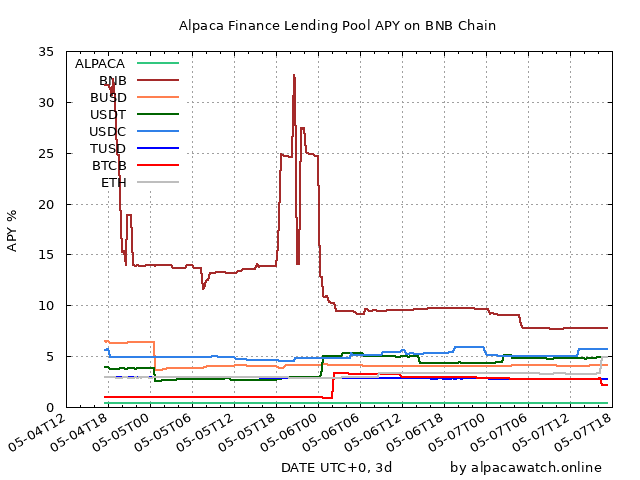 Alpaca Finance Lending Pool APY on BNB Chain
35
30
25
20
15
10
5
0
APY %
ALPACA
BNB
BUSD
USDT
USDC
TUSD
BTCB
ETH
05-04T12
05-04T18
05-05T00
05-05T06
05-05T12
05-05T18
05-06T00
05-06T06
05-06T12
05-06T18
05-07T00
05-07T06
05-07T12
05-07T18
DATE UTC+0, 3d
by alpacawatch.online